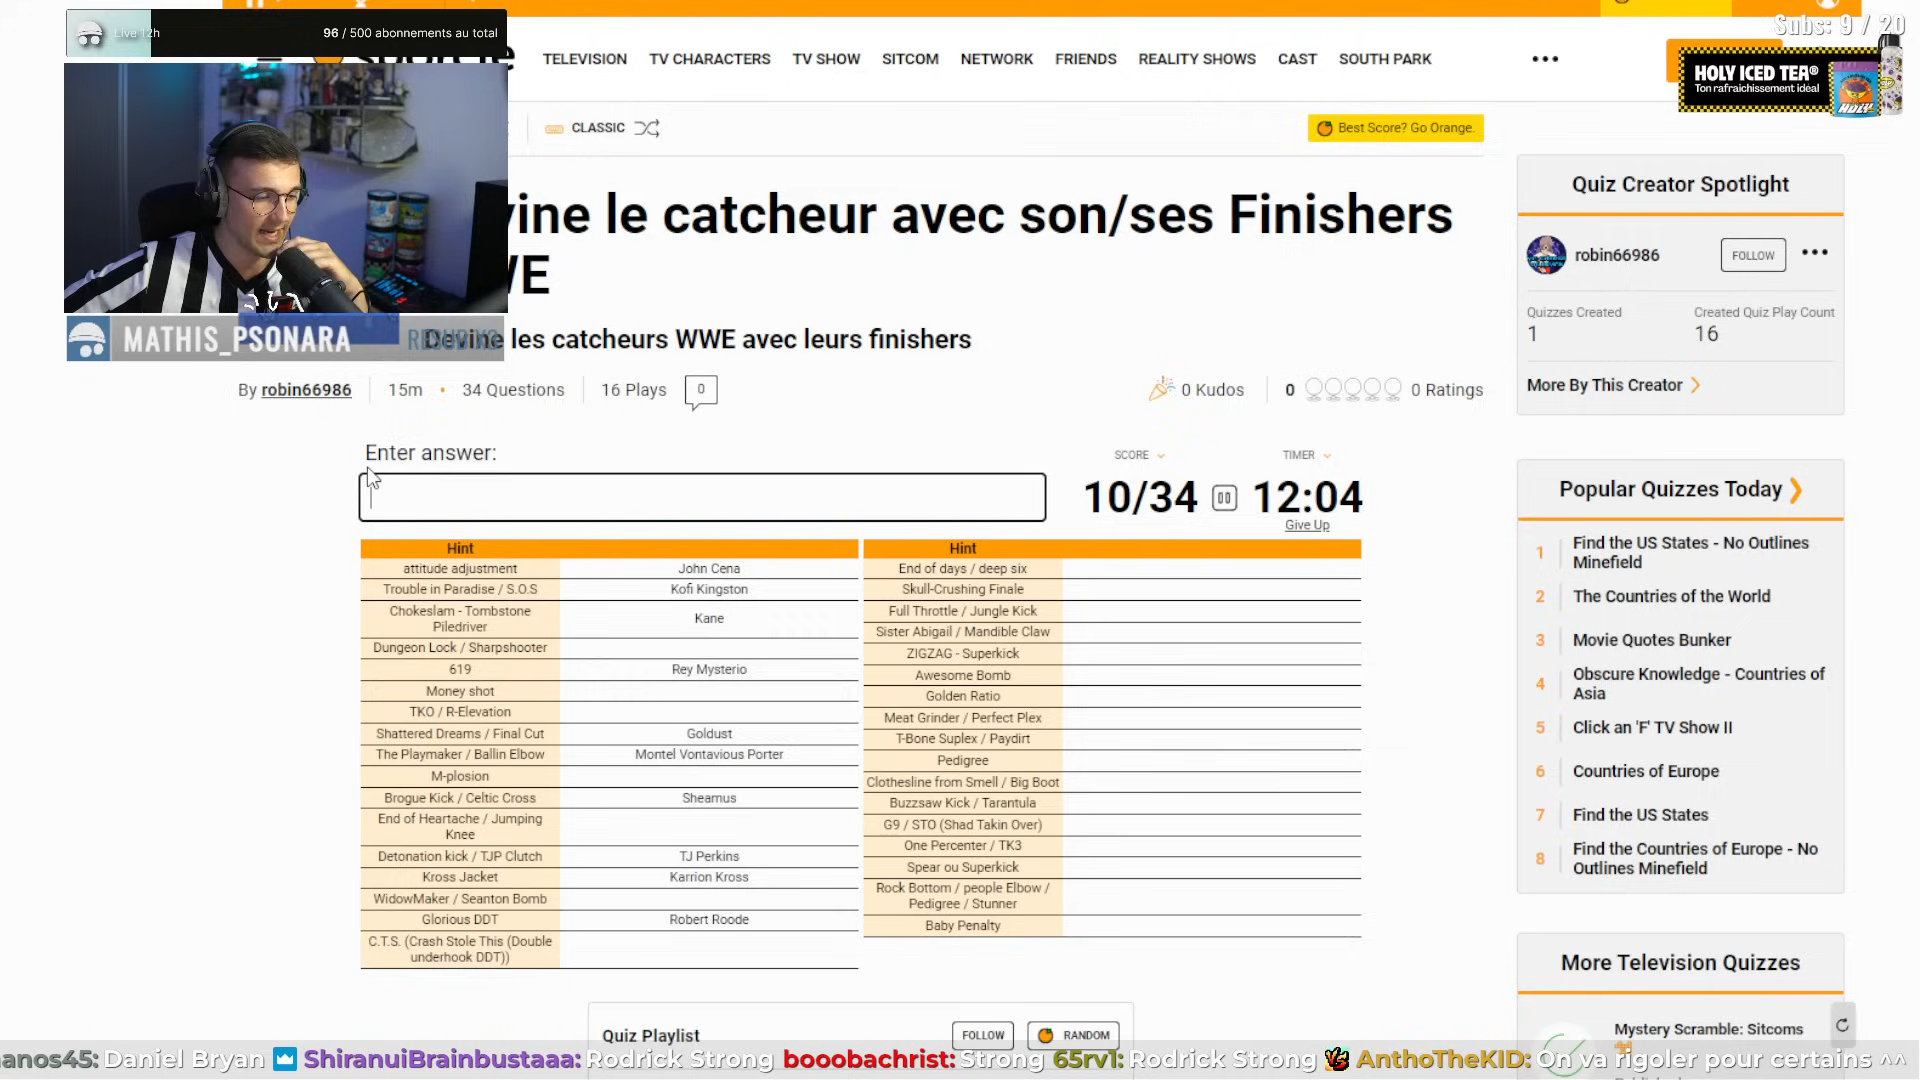 Live 12h
96 / 500 abonnements au total
TELEVISION
TV CHARACTERS
TV SHOW
SITCOM
NETWORK
FRIENDS
REALITY SHOWS
CAST
SOUTH PARK
Subs: 9 / 20
HOLY ICED TEA®
Ton rafraichissement idéal
CLASSIC
Best Score? Go Orange.
vine le catcheur avec son/ses Finishers
WE
Devine les catcheurs WWE avec leurs finishers
MATHIS_PSONARA
By robin66986
15m
34 Questions
16 Plays
0
0 Kudos
0
0 Ratings
Enter answer:
SCORE
10/34
TIMER
12:04
Give Up
Hint
attitude adjustment John Cena
Trouble in Paradise / S.O.S Kofi Kingston
Chokeslam - Tombstone
Piledriver
Kane
Dungeon Lock / Sharpshooter
619 Rey Mysterio
Money shot
TKO / R-Elevation
Shattered Dreams / Final Cut Goldust
The Playmaker / Ballin Elbow Montel Vontavious Porter
M-plosion
Brogue Kick / Celtic Cross Sheamus
End of Heartache / Jumping
Knee
Detonation kick / TJP Clutch TJ Perkins
Kross Jacket Karrion Kross
WidowMaker / Seanton Bomb
Glorious DDT Robert Roode
C.T.S. (Crash Stole This (Double
underhook DDT))
Hint
End of days / deep six
Skull-Crushing Finale
Full Throttle / Jungle Kick
Sister Abigail / Mandible Claw
ZIGZAG - Superkick
Awesome Bomb
Golden Ratio
Meat Grinder / Perfect Plex
T-Bone Suplex / Paydirt
Pedigree
Clothesline from Smell / Big Boot
Buzzsaw Kick / Tarantula
G9 / STO (Shad Takin Over)
One Percenter / TK3
Spear ou Superkick
Rock Bottom / people Elbow /
Pedigree / Stunner
Baby Penalty
Quiz Playlist
FOLLOW
RANDOM
Quiz Creator Spotlight
robin66986
FOLLOW
Quizzes Created
1
Created Quiz Play Count
16
More By This Creator
Popular Quizzes Today
1 Find the US States - No Outlines
Minefield
2 The Countries of the World
3 Movie Quotes Bunker
4 Obscure Knowledge - Countries of
Asia
5 Click an 'F' TV Show II
6 Countries of Europe
7 Find the US States
8 Find the Countries of Europe - No
Outlines Minefield
More Television Quizzes
Mystery Scramble: Sitcoms
anos45: Daniel Bryan ShiranuiBrainbustaaa: Rodrick Strong booobachrist: Strong 65rv1: Rodrick Strong AnthoTheKID: On va rigoler pour certains ^^